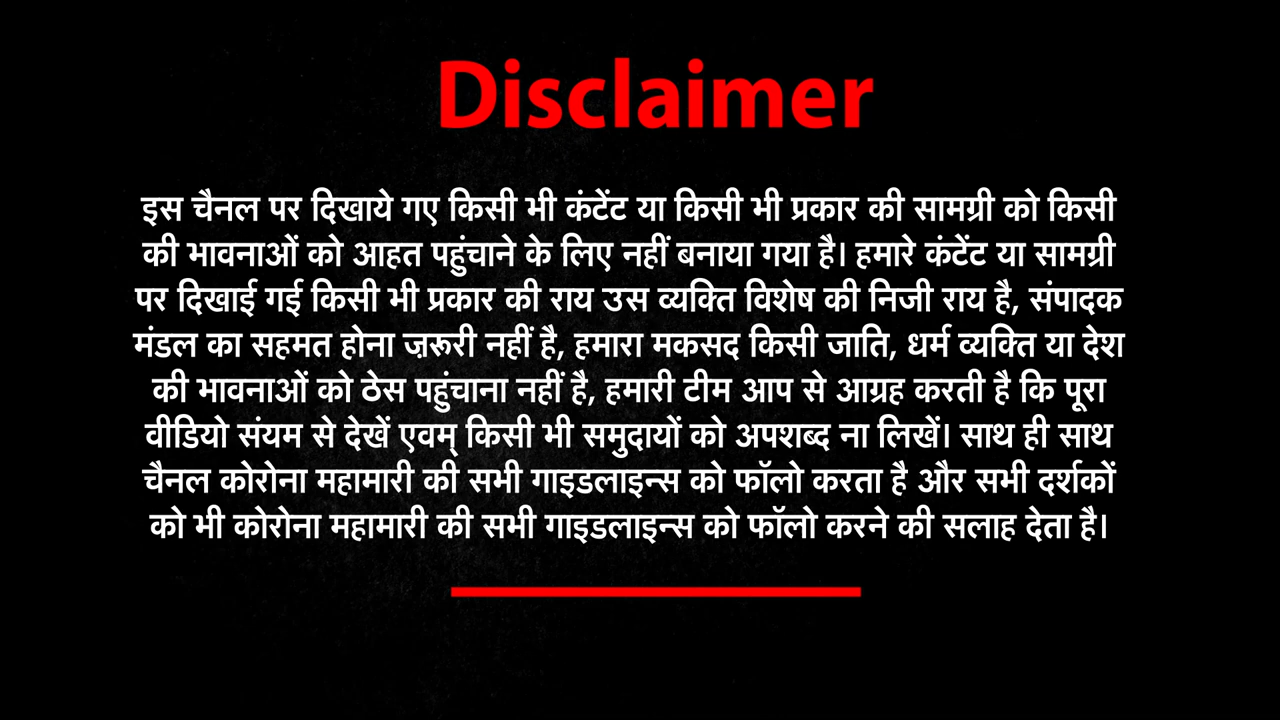 Disclaimer
इस चैनल पर दिखाये गए किसी भी कंटेंट या किसी भी प्रकार की सामग्री को किसी
की भावनाओं को आहत पहुंचाने के लिए नहीं बनाया गया है। हमारे कंटेंट या सामग्री
पर दिखाई गई किसी भी प्रकार की राय उस व्यक्ति विशेष की निजी राय है, संपादक
मंडल का सहमत होना ज़रूरी नहीं है, हमारा मकसद किसी जाति, धर्म व्यक्ति या देश
की भावनाओं को ठेस पहुंचाना नहीं है, हमारी टीम आप से आग्रह करती है कि पूरा
वीडियो संयम से देखें एवम् किसी भी समुदायों को अपशब्द ना लिखें। साथ ही साथ
चैनल कोरोना महामारी की सभी गाइडलाइन्स को फॉलो करता है और सभी दर्शकों
को भी कोरोना महामारी की सभी गाइडलाइन्स को फॉलो करने की सलाह देता है।